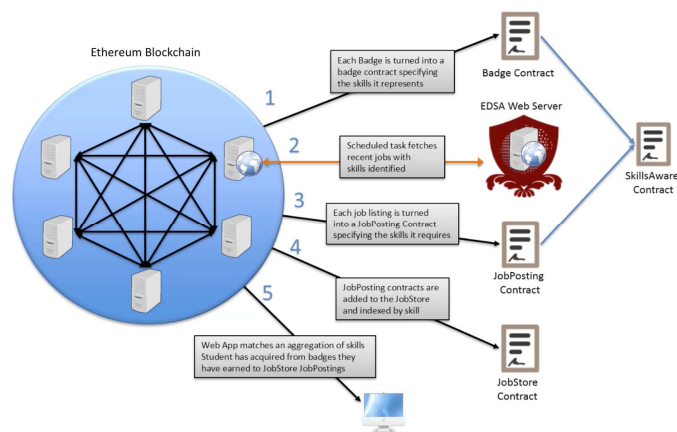 Ethereum Blockchain
1
Each Badge is turned into a
badge contract specifying
the skills it represents
Badge Contract
EDSA Web Server
2
Scheduled task fetches
recent jobs with
skills identified
SkillsAware
Contract
3
Each job listing is turned
into a JobPosting Contract
specifying the skills it requires
JobPosting
Contract
4
JobPosting contracts are
added to the JobStore
and indexed by skill
5
Web App matches an aggregation of skills
Student has acquired from badges they
have earned to JobStore JobPostings
JobStore
Contract